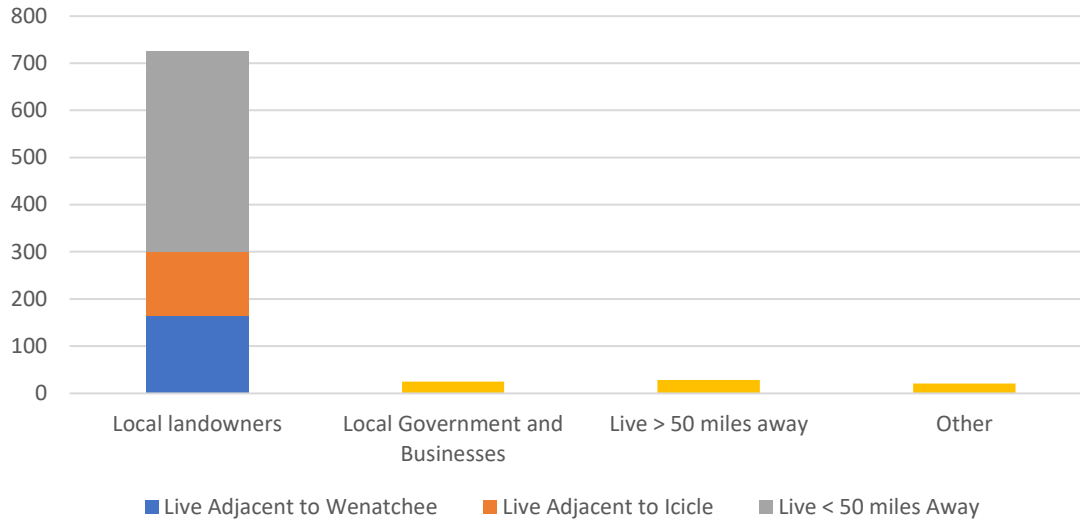 800
700
600
500
400
300
200
100
0
Local landowners
Local Government and
Businesses
Live > 50 miles away
Other
Live Adjacent to Wenatchee
Live Adjacent to Icicle
Live < 50 miles Away